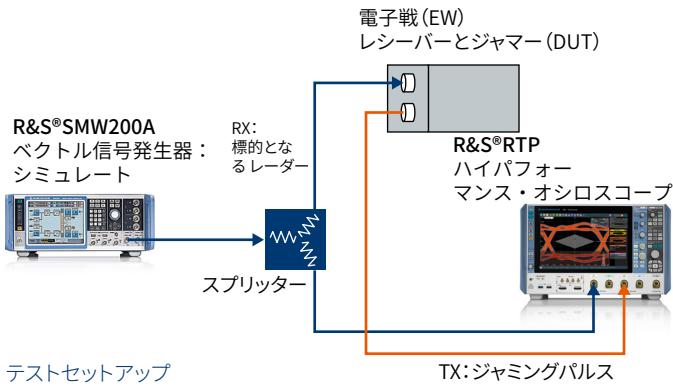 電子戦(EW)
レシーバーとジャマー(DUT)
R&S®SMW200A
ベクトル信号発生器:
シミュレート
RX:
標的とな
るレーダー
R&S®RTP
ハイパフォー
マンス・オシロスコープ
スプリッター
テストセットアップ
TX:ジャミングパルス